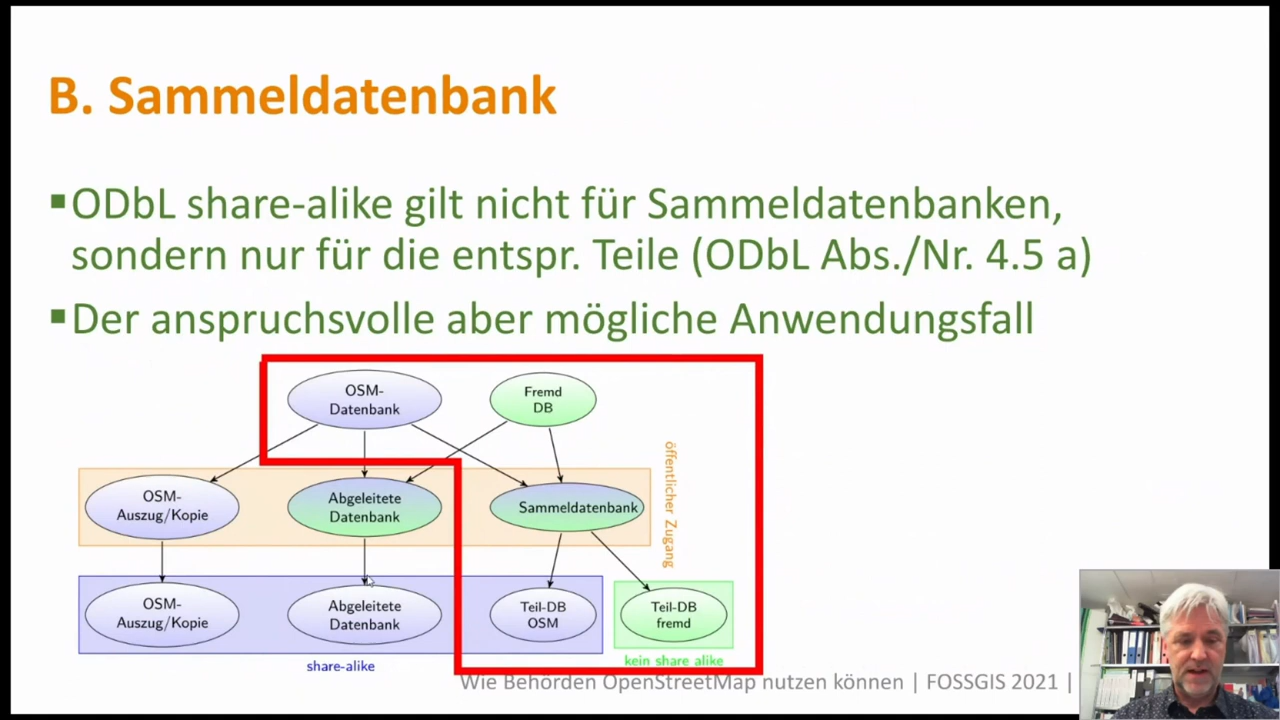 B. Sammeldatenbank
▪ODbL share-alike gilt nicht für Sammeldatenbanken,
sondern nur für die entspr. Teile (ODbL Abs./Nr. 4.5 a)
▪Der anspruchsvolle aber mögliche Anwendungsfall
OSM-
Datenbank
Fremd
DB
öffentlicher Zugang
OSM-
Auszug/Kopie
Abgeleitete
Datenbank
Sammeldatenbank
OSM-
Auszug/Kopie
Abgeleitete
Datenbank
Teil-DB
OSM
Teil-DB
fremd
share-alike
kein share alike
Wie Behörden OpenStreetMap nutzen können | FOSSGIS 2021 |